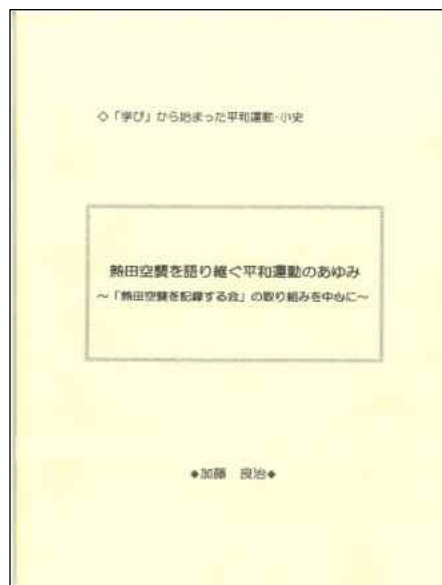 ◇「学び」から始まった平和運動・小史
熱田空襲を語り継ぐ平和運動のあゆみ
～「熱田空襲を記録する会」の取り組みを中心に～
◆加藤 良治◆